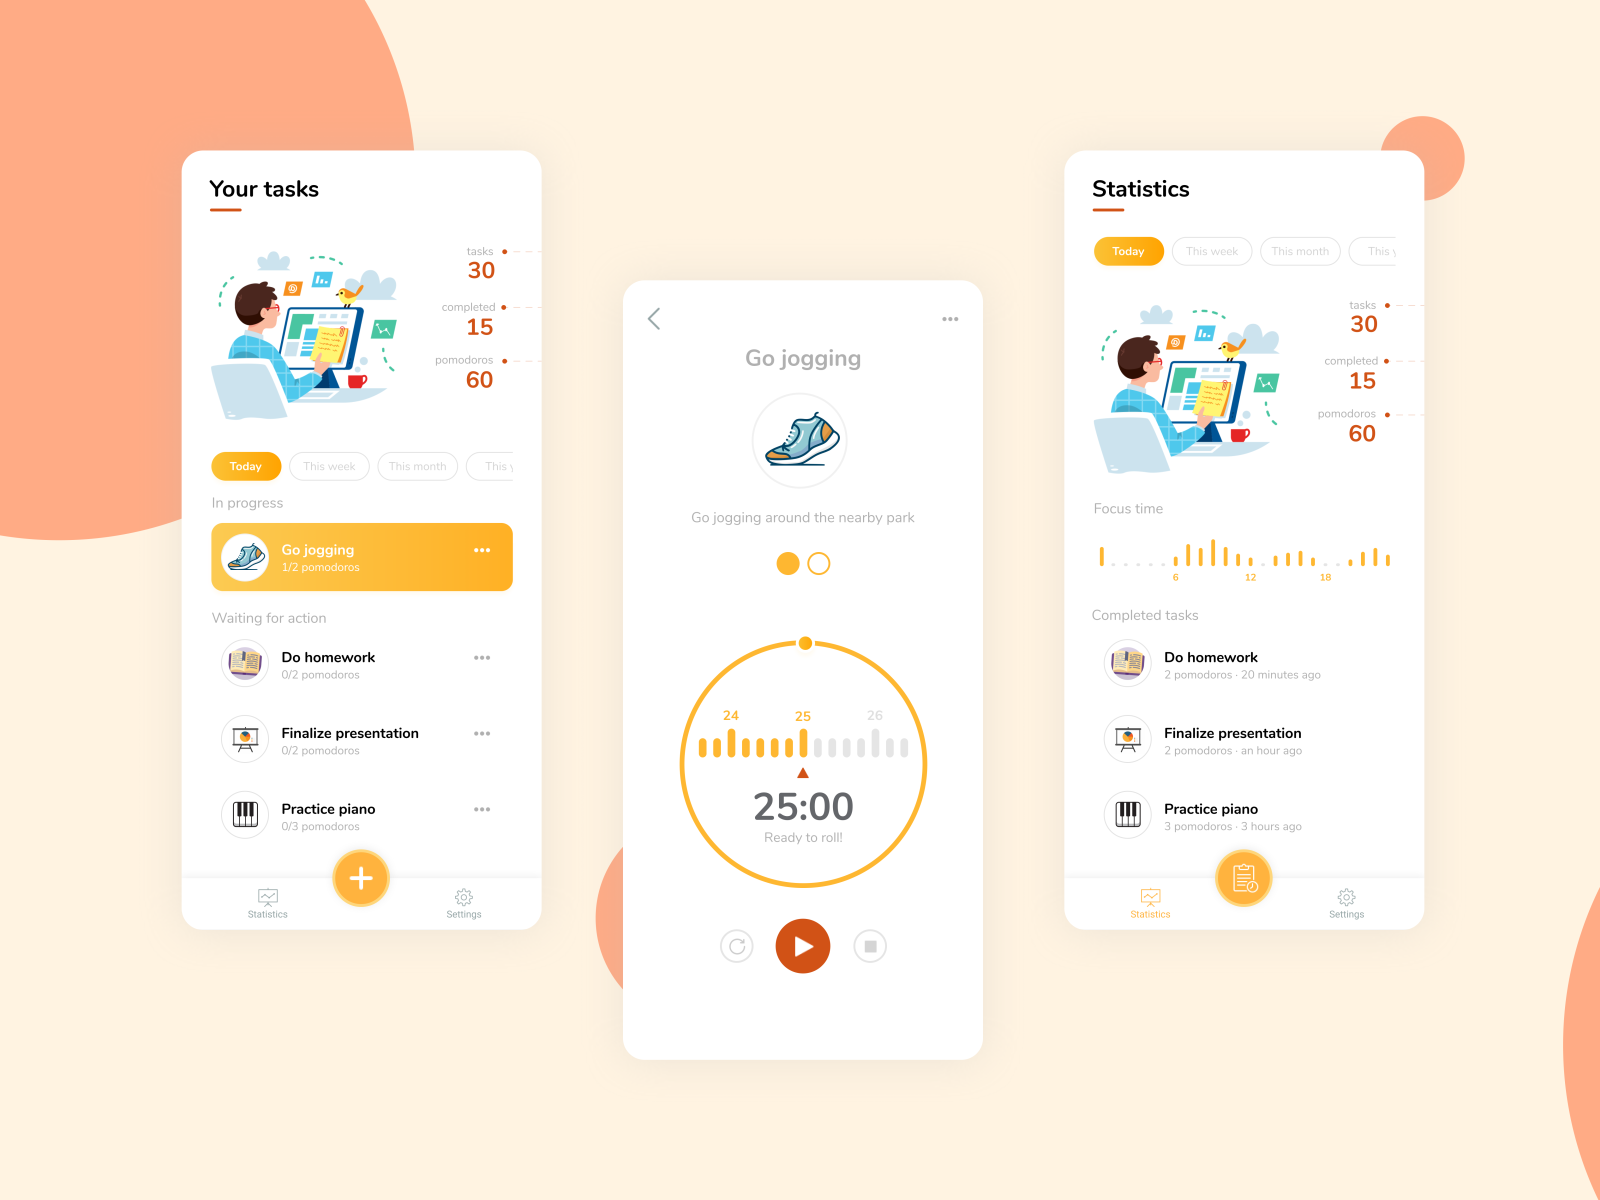 Your tasks
tasks
30
completed
15
pomodoros
60
Today
This week
This month
This y
In progress
Go jogging
1/2 pomodoros
Waiting for action
Do homework
0/2 pomodoros
Finalize presentation
0/2 pomodoros
Practice piano
0/3 pomodoros
Statistics
Settings
Go jogging
Go jogging around the nearby park
24 25 26
25:00
Ready to roll!
Statistics
Today
This week
This month
This y
tasks
30
completed
15
pomodoros
60
Focus time
6 12 18
Completed tasks
Do homework
2 pomodoros · 20 minutes ago
Finalize presentation
2 pomodoros · an hour ago
Practice piano
3 pomodoros · 3 hours ago
Statistics
Settings